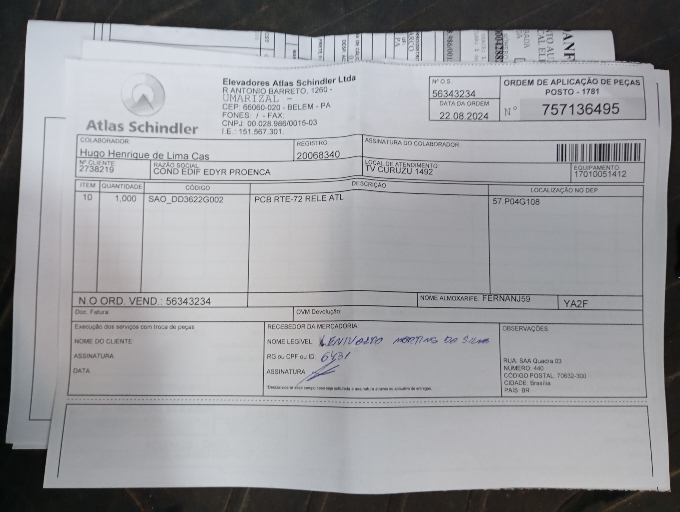 Elevadores Atlas Schindler Ltda
R ANTONIO BARRETO, 1260 -
UMARIZAL -
CEP: 66060-020 - BELEM - PA
FONES / - FAX:
CNPJ: 00.028.986/0015-03
I.E.: 151.567.301.
Atlas Schindler
Nº O.S.
56343234
DATA DA ORDEM
22.08.2024
ORDEM DE APLICAÇÃO DE PEÇAS
POSTO - 1781
N° 757136495
COLABORADOR
Hugo Henrique de Lima Cas
REGISTRO
20068340
ASSINATURA DO COLABORADOR
Nº CLIENTE
2738219
RAZÃO SOCIAL
COND EDIF EDYR PROENCA
LOCAL DE ATENDIMENTO
TV CURUZU 1492
EQUIPAMENTO
17010051412
ITEM QUANTIDADE CÓDIGO DESCRIÇÃO LOCALIZAÇÃO NO DEP
10 1,000 SAO_DD3622G002 PCB RTE-72 RELE ATL 57 P04G108
N.O ORD. VEND.: 56343234
NOME ALMOXARIFE. FERNANJ59 YA2F
Doc. Fatura: OVM Devolução:
Execução dos serviços com troca de peças
NOME DO CLIENTE
ASSINATURA
DATA
RECEBEDOR DA MERCADORIA:
NOME LEGÍVEL
RG ou CPF ou ID: 6431
ASSINATURA
OBSERVAÇÕES
RUA: SAA Quadra 03
NÚMERO: 440
CÓDIGO POSTAL: 70632-300
CIDADE: Brasília
PAÍS: BR